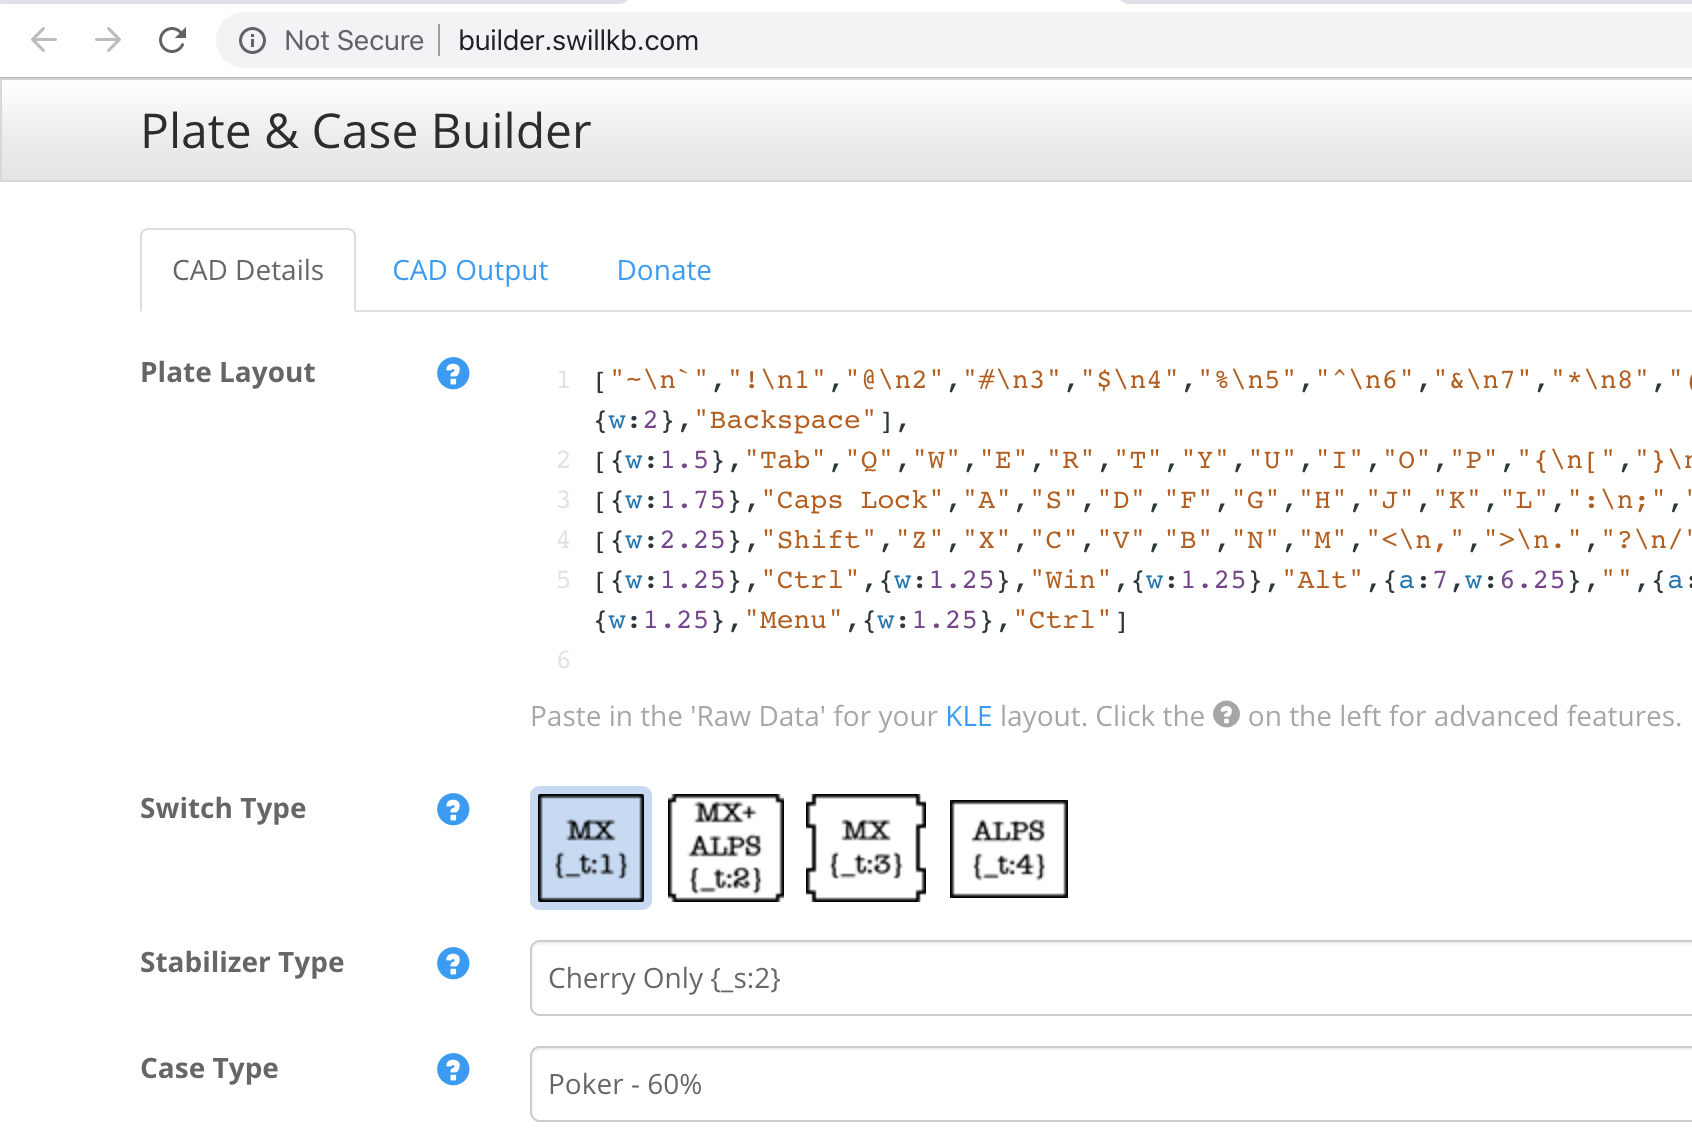 Not Secure | builder.swillkb.com
Plate & Case Builder
CAD Details CAD Output Donate
Plate Layout ?
1 ["~\n`","!\n1","@\n2","#\n3","$\n4","%\n5","^\n6","&\n7","*\n8","(
{w:2},"Backspace"],
2 [{w:1.5},"Tab","Q","W","E","R","T","Y","U","I","O","P","{\n[","}\n
3 [{w:1.75},"Caps Lock","A","S","D","F","G","H","J","K","L",":\n;","
4 [{w:2.25},"Shift","Z","X","C","V","B","N","M","<\n,",">\n.","?\n/"
5 [{w:1.25},"Ctrl",{w:1.25},"Win",{w:1.25},"Alt",{a:7,w:6.25},"",{a:
{w:1.25},"Menu",{w:1.25},"Ctrl"]
6
Paste in the 'Raw Data' for your KLE layout. Click the ? on the left for advanced features.
Switch Type ?
MX
{_t:1}
MX+
ALPS
{_t:2}
MX
{_t:3}
ALPS
{_t:4}
Stabilizer Type ?
Cherry Only {_s:2}
Case Type ?
Poker - 60%